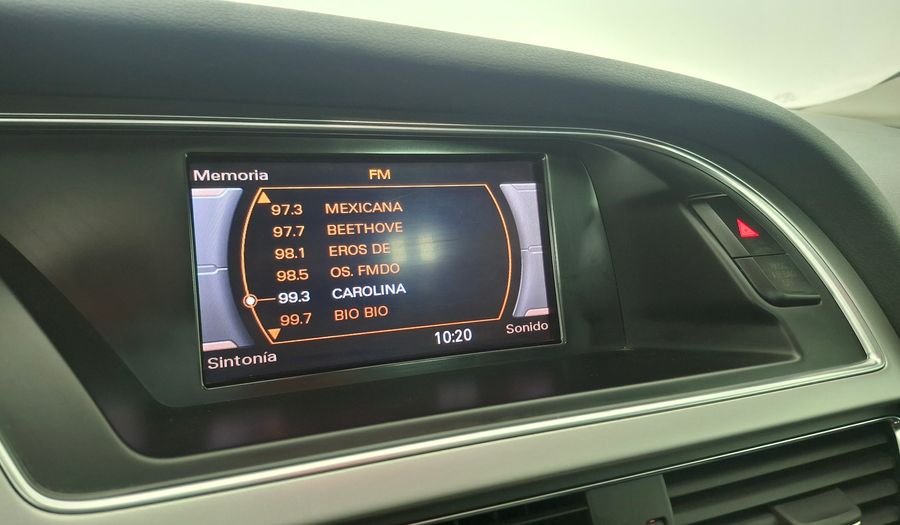 Memoria FM
97.3 MEXICANA
97.7 BEETHOVE
98.1 EROS DE
98.5 OS. FMDO
99.3 CAROLINA
99.7 BIO BIO
Sintonía 10:20 Sonido